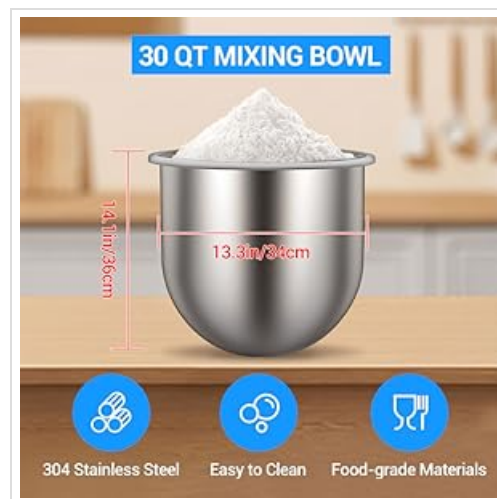 30 QT MIXING BOWL
14.1in/36cm
13.3in/34cm
304 Stainless Steel
Easy to Clean
Food-grade Materials